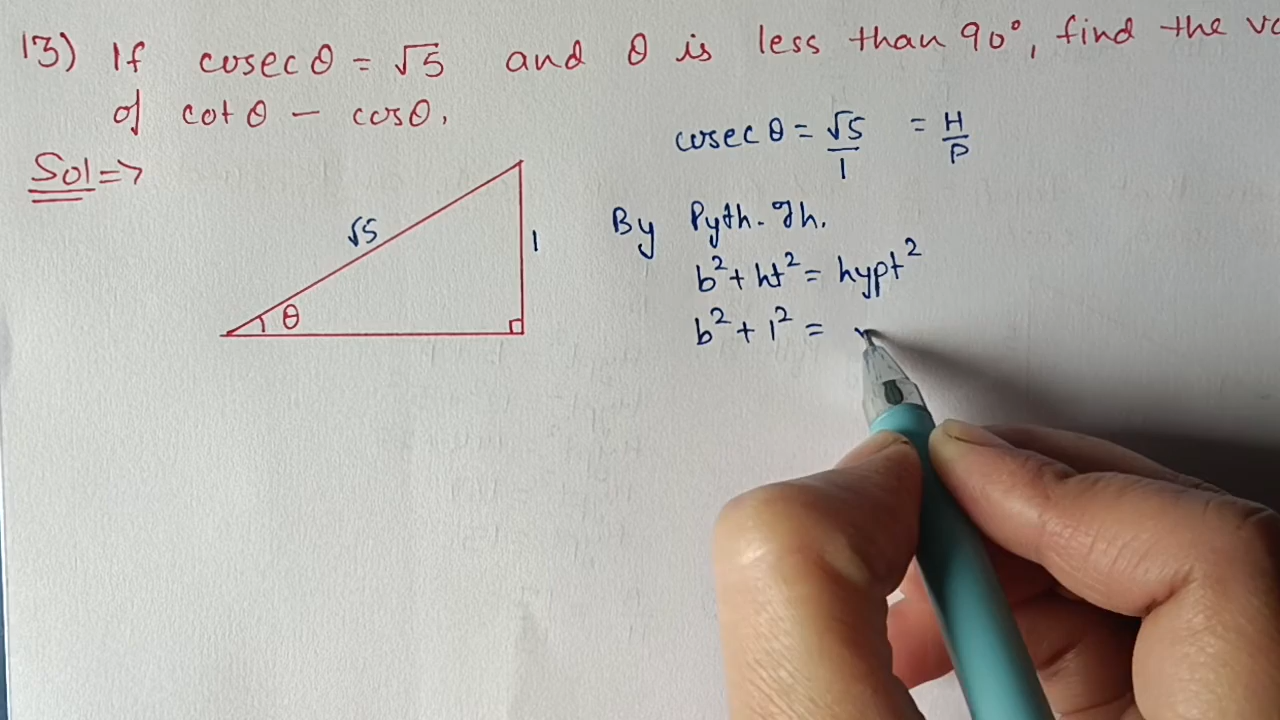 13) If cosec θ = √5 and θ is less than 90°, find the
of cot θ – cos θ.
Sol =>
cosec θ = √5/1 = H/P
√5
1
θ
By Pyth. Th.
b² + ht² = hypt²
b² + 1² =